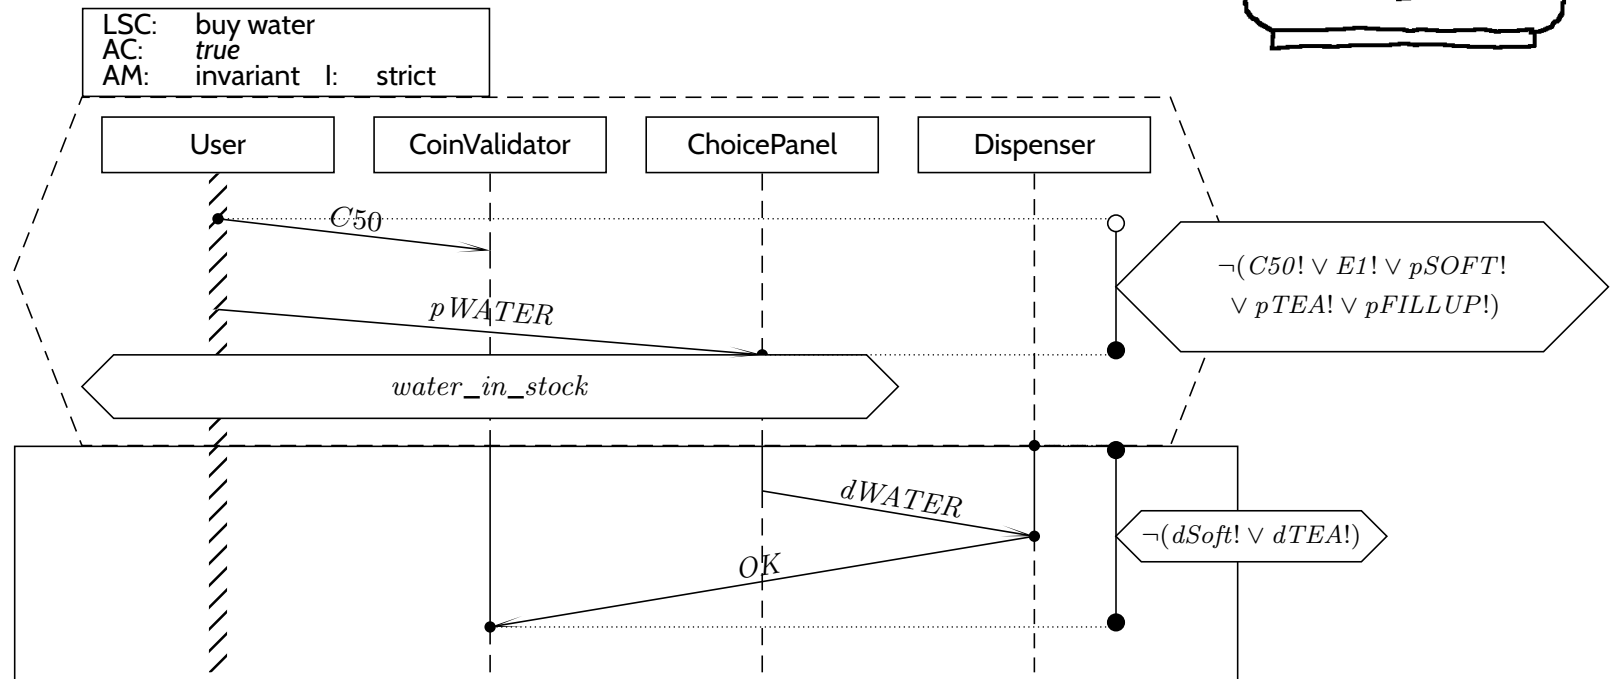 LSC: buy water
AC: true
AM: invariant I: strict
User CoinValidator ChoicePanel Dispenser
C50
¬(C50! ∨ E1! ∨ pSOFT!
∨ pTEA! ∨ pFILLUP!)
pWATER
water_in_stock
dWATER
¬(dSoft! ∨ dTEA!)
OK